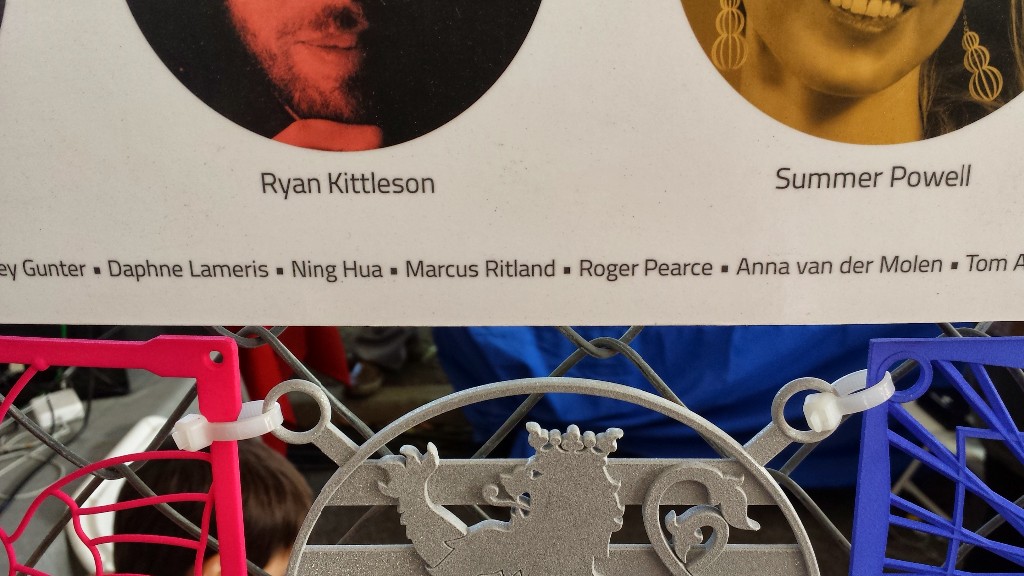 Ryan Kittleson
Summer Powell
Gunter ▪ Daphne Lameris ▪ Ning Hua ▪ Marcus Ritland ▪ Roger Pearce ▪ Anna van der Molen ▪ Tom